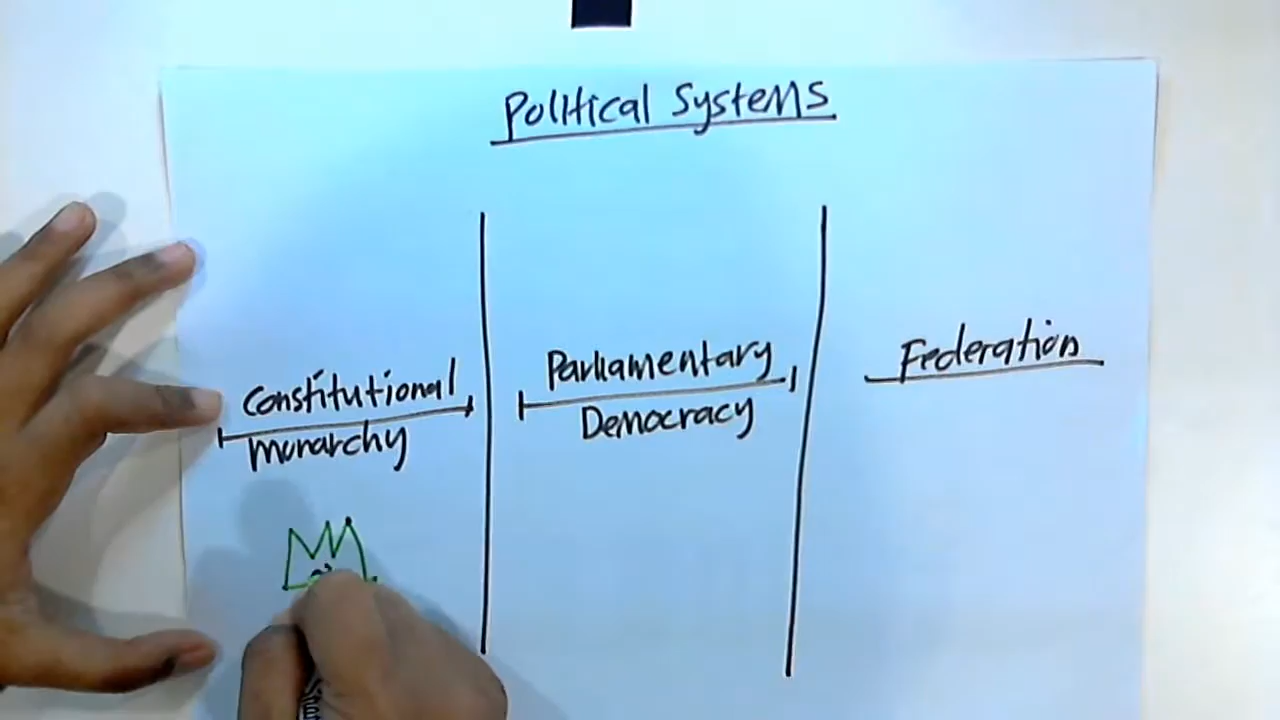 Political Systems
Constitutional
Monarchy
Parliamentary
Democracy
Federation